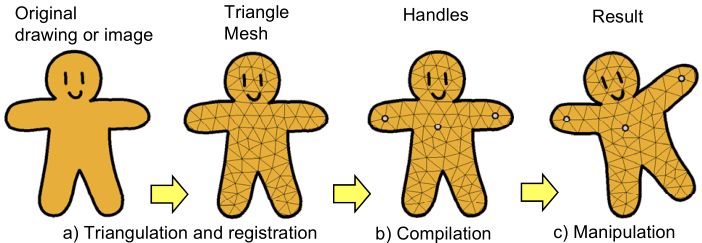 Original
drawing or image
Triangle
Mesh
Handles
Result
a) Triangulation and registration
b) Compilation
c) Manipulation